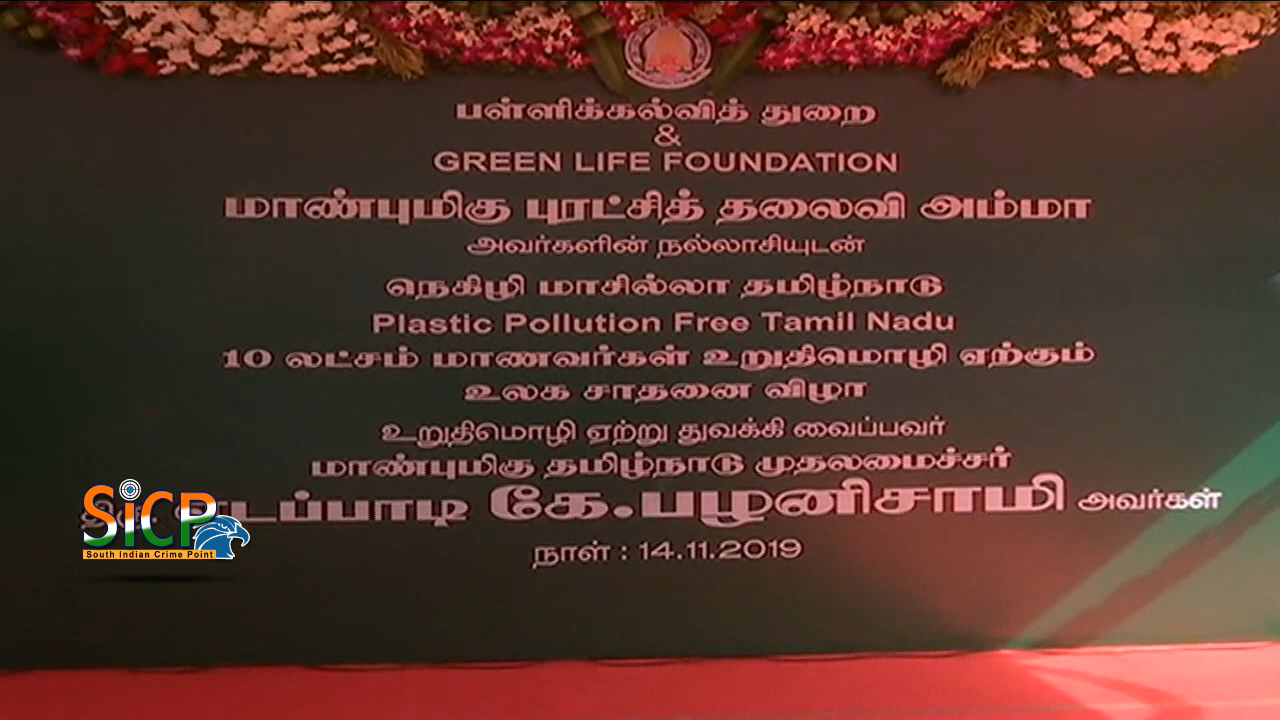 பள்ளிக்கல்வித் துறை
&
GREEN LIFE FOUNDATION
மாண்புமிகு புரட்சித் தலைவி அம்மா
அவர்களின் நல்லாசியுடன்
நெகிழி மாசில்லா தமிழ்நாடு
Plastic Pollution Free Tamil Nadu
10 லட்சம் மாணவர்கள் உறுதிமொழி ஏற்கும்
உலக சாதனை விழா
உறுதிமொழி ஏற்று துவக்கி வைப்பவர்
மாண்புமிகு தமிழ்நாடு முதலமைச்சர்
கே.பழனிசாமி அவர்கள்
நாள் : 14.11.2019
SiCP
South Indian Crime Point